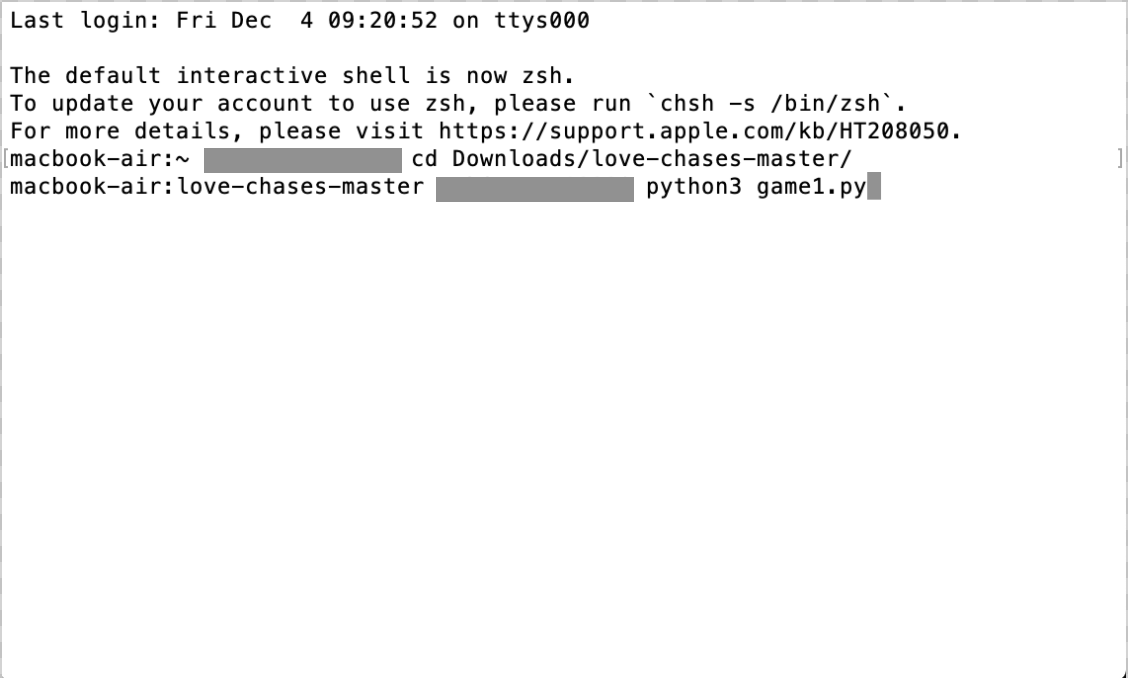 Last login: Fri Dec  4 09:20:52 on ttys000
The default interactive shell is now zsh.
To update your account to use zsh, please run `chsh -s /bin/zsh`.
For more details, please visit https://support.apple.com/kb/HT208050.
[macbook-air:~ cd Downloads/love-chases-master/ ]
macbook-air:love-chases-master python3 game1.py